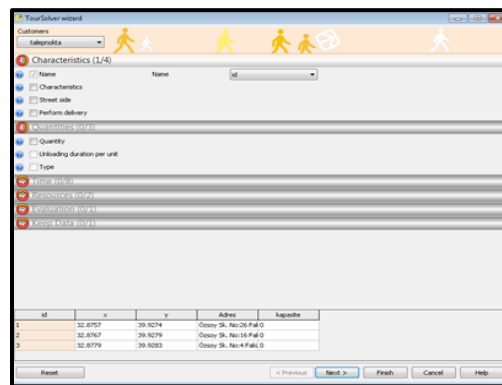 TourSolver wizard
Customers
talepnokta
Characteristics (1/4)
Name Name id
Characteristics
Street side
Perform delivery
Quantities (0/3)
Quantity
Unloading duration per unit
Type
Time (0/8)
Resources (0/2)
Evaluation (0/1)
Keep Data (0/1)
id x y Adres kapasite
1 32.8757 39.9274 Özsoy Sk. No:26 Fak 0
2 32.8767 39.9279 Özsoy Sk. No:16 Fak 0
3 32.8779 39.9283 Özsoy Sk. No:4 Fakü 0
Reset < Previous Next > Finish Cancel Help